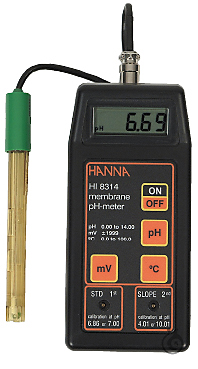 pH 6.69
HANNA
HI 8314
membrane
pH-meter
ON
OFF
pH 0.00 to 14.00
mV ±1999
°C 0.0 to 100.0
pH
mV
°C
STD 1st
SLOPE 2nd
calibration at pH
6.86 or 7.00
calibration at pH
4.01 or 10.01